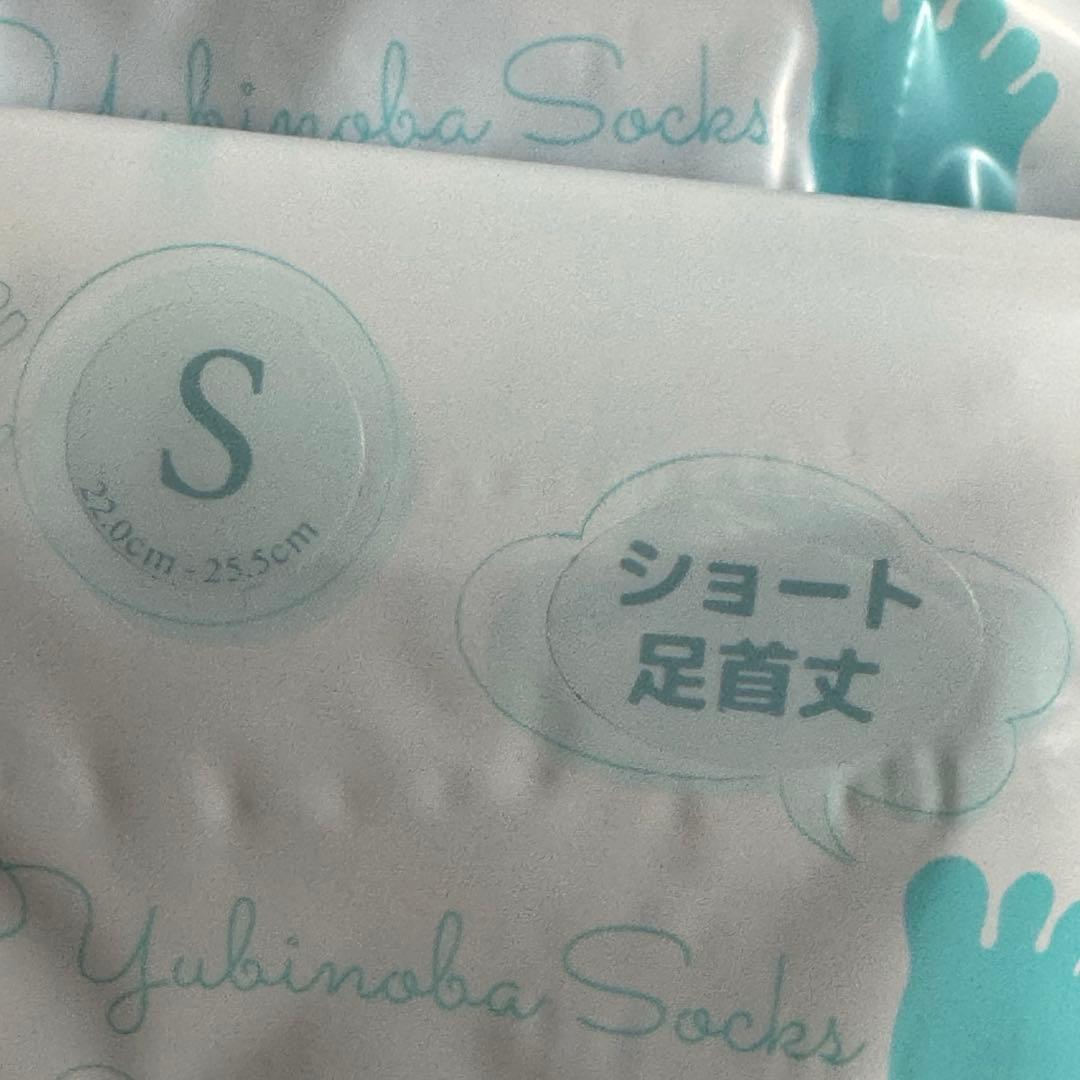 Yubinoba Socks
S
22.0cm - 25.5cm
ショート
足首丈
Yubinoba Socks